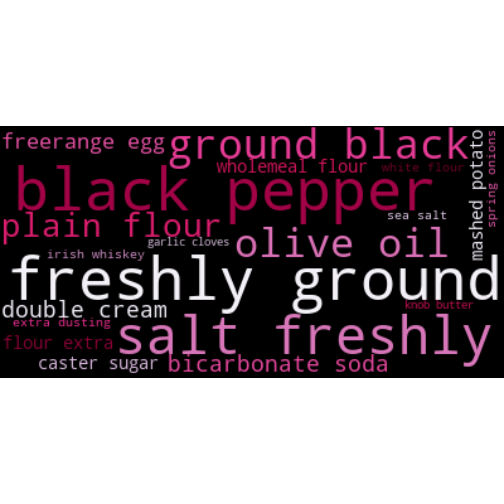 freerange egg
ground black
wholemeal flour
white flour
black pepper
mashed potato
spring onions
sea salt
plain flour
garlic cloves
olive oil
irish whiskey
freshly ground
double cream
knob butter
extra dusting
salt freshly
flour extra
caster sugar
bicarbonate soda